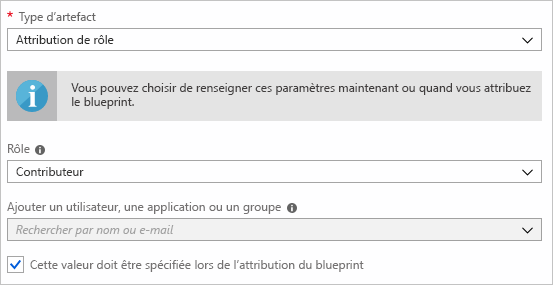 * Type d'artefact
Attribution de rôle
Vous pouvez choisir de renseigner ces paramètres maintenant ou quand vous attribuez
le blueprint.
Rôle
Contributeur
Ajouter un utilisateur, une application ou un groupe
Rechercher par nom ou e-mail
Cette valeur doit être spécifiée lors de l'attribution du blueprint